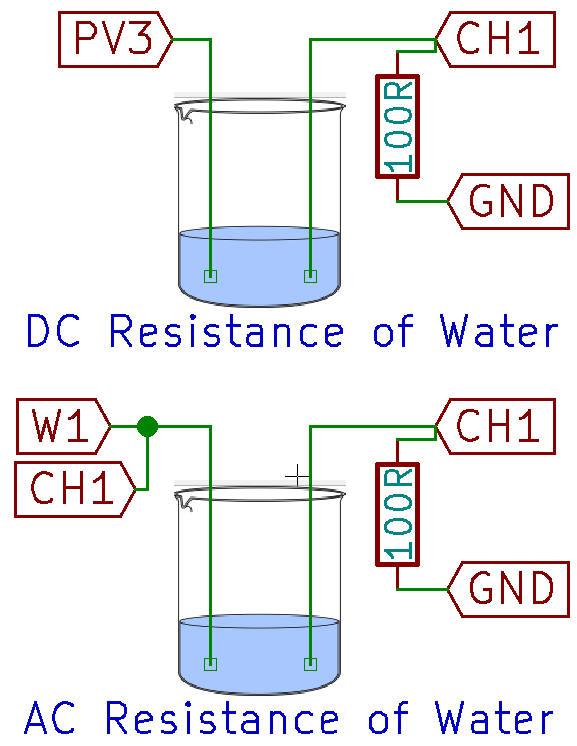 PV3
CH1
100R
GND
DC Resistance of Water
W1
CH1
CH1
100R
GND
AC Resistance of Water